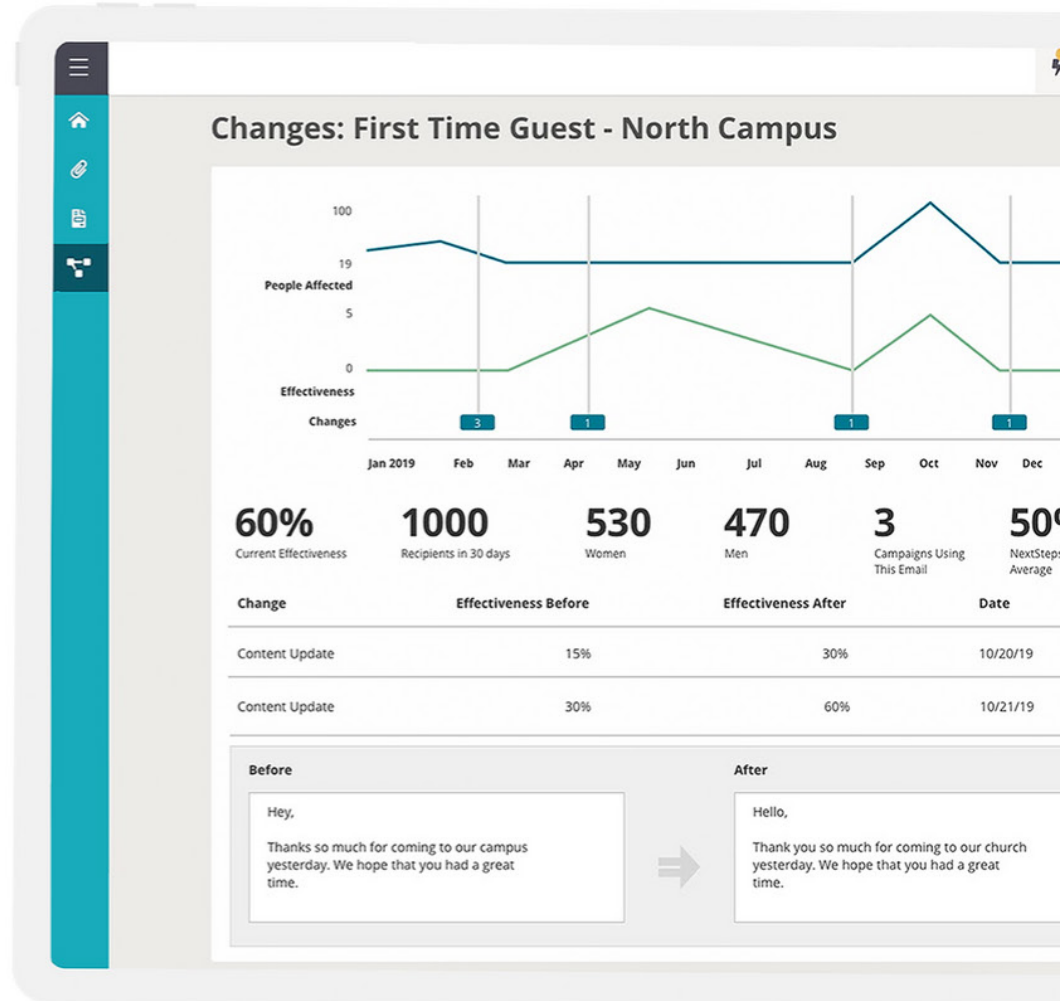 Changes: First Time Guest - North Campus
100
19
People Affected
5
0
Effectiveness
Changes
3 1 1 1
Jan 2019 Feb Mar Apr May Jun Jul Aug Sep Oct Nov Dec
60% 1000 530 470 3
Current Effectiveness Recipients in 30 days Women Men Campaigns Using NextSteps
This Email Average
Change Effectiveness Before Effectiveness After Date
Content Update 15% 30% 10/20/19
Content Update 30% 60% 10/21/19
Before After
Hey, Hello,
Thanks so much for coming to our campus Thank you so much for coming to our church
yesterday. We hope that you had a great yesterday. We hope that you had a great
time. time.